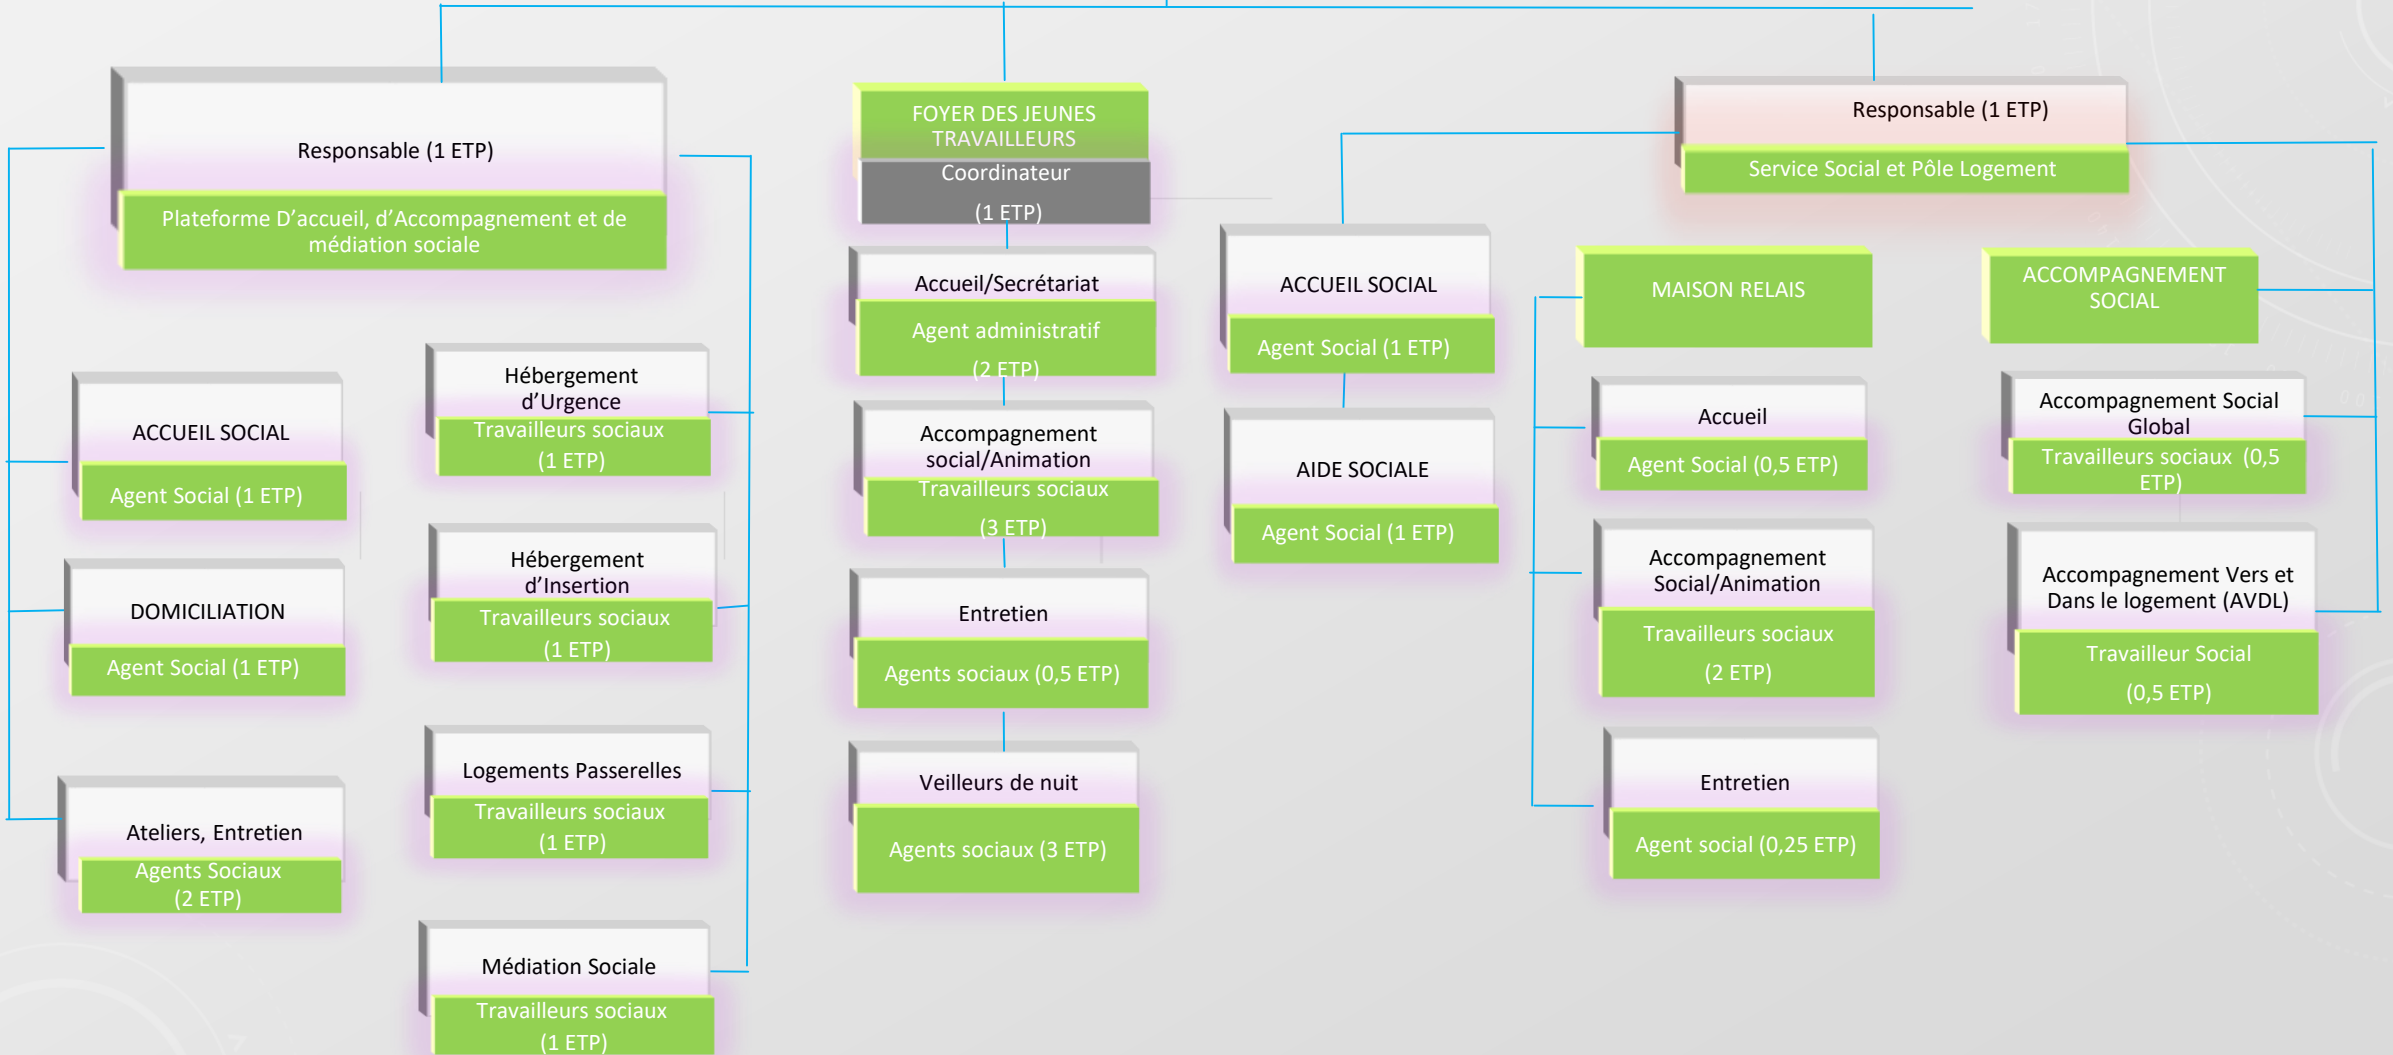 Responsable (1 ETP)
Plateforme D’accueil, d’Accompagnement et de
médiation sociale
ACCUEIL SOCIAL
Agent Social (1 ETP)
DOMICILIATION
Agent Social (1 ETP)
Ateliers, Entretien
Agents Sociaux
(2 ETP)
Hébergement
d’Urgence
Travailleurs sociaux
(1 ETP)
Hébergement
d’Insertion
Travailleurs sociaux
(1 ETP)
Logements Passerelles
Travailleurs sociaux
(1 ETP)
Médiation Sociale
Travailleurs sociaux
(1 ETP)
FOYER DES JEUNES
TRAVAILLEURS
Coordinateur
(1 ETP)
Accueil/Secrétariat
Agent administratif
(2 ETP)
Accompagnement
social/Animation
Travailleurs sociaux
(3 ETP)
Entretien
Agents sociaux (0,5 ETP)
Veilleurs de nuit
Agents sociaux (3 ETP)
Responsable (1 ETP)
Service Social et Pôle Logement
ACCUEIL SOCIAL
Agent Social (1 ETP)
AIDE SOCIALE
Agent Social (1 ETP)
MAISON RELAIS
Accueil
Agent Social (0,5 ETP)
Accompagnement
Social/Animation
Travailleurs sociaux
(2 ETP)
Entretien
Agent social (0,25 ETP)
ACCOMPAGNEMENT
SOCIAL
Accompagnement Social
Global
Travailleurs sociaux (0,5
ETP)
Accompagnement Vers et
Dans le logement (AVDL)
Travailleur Social
(0,5 ETP)